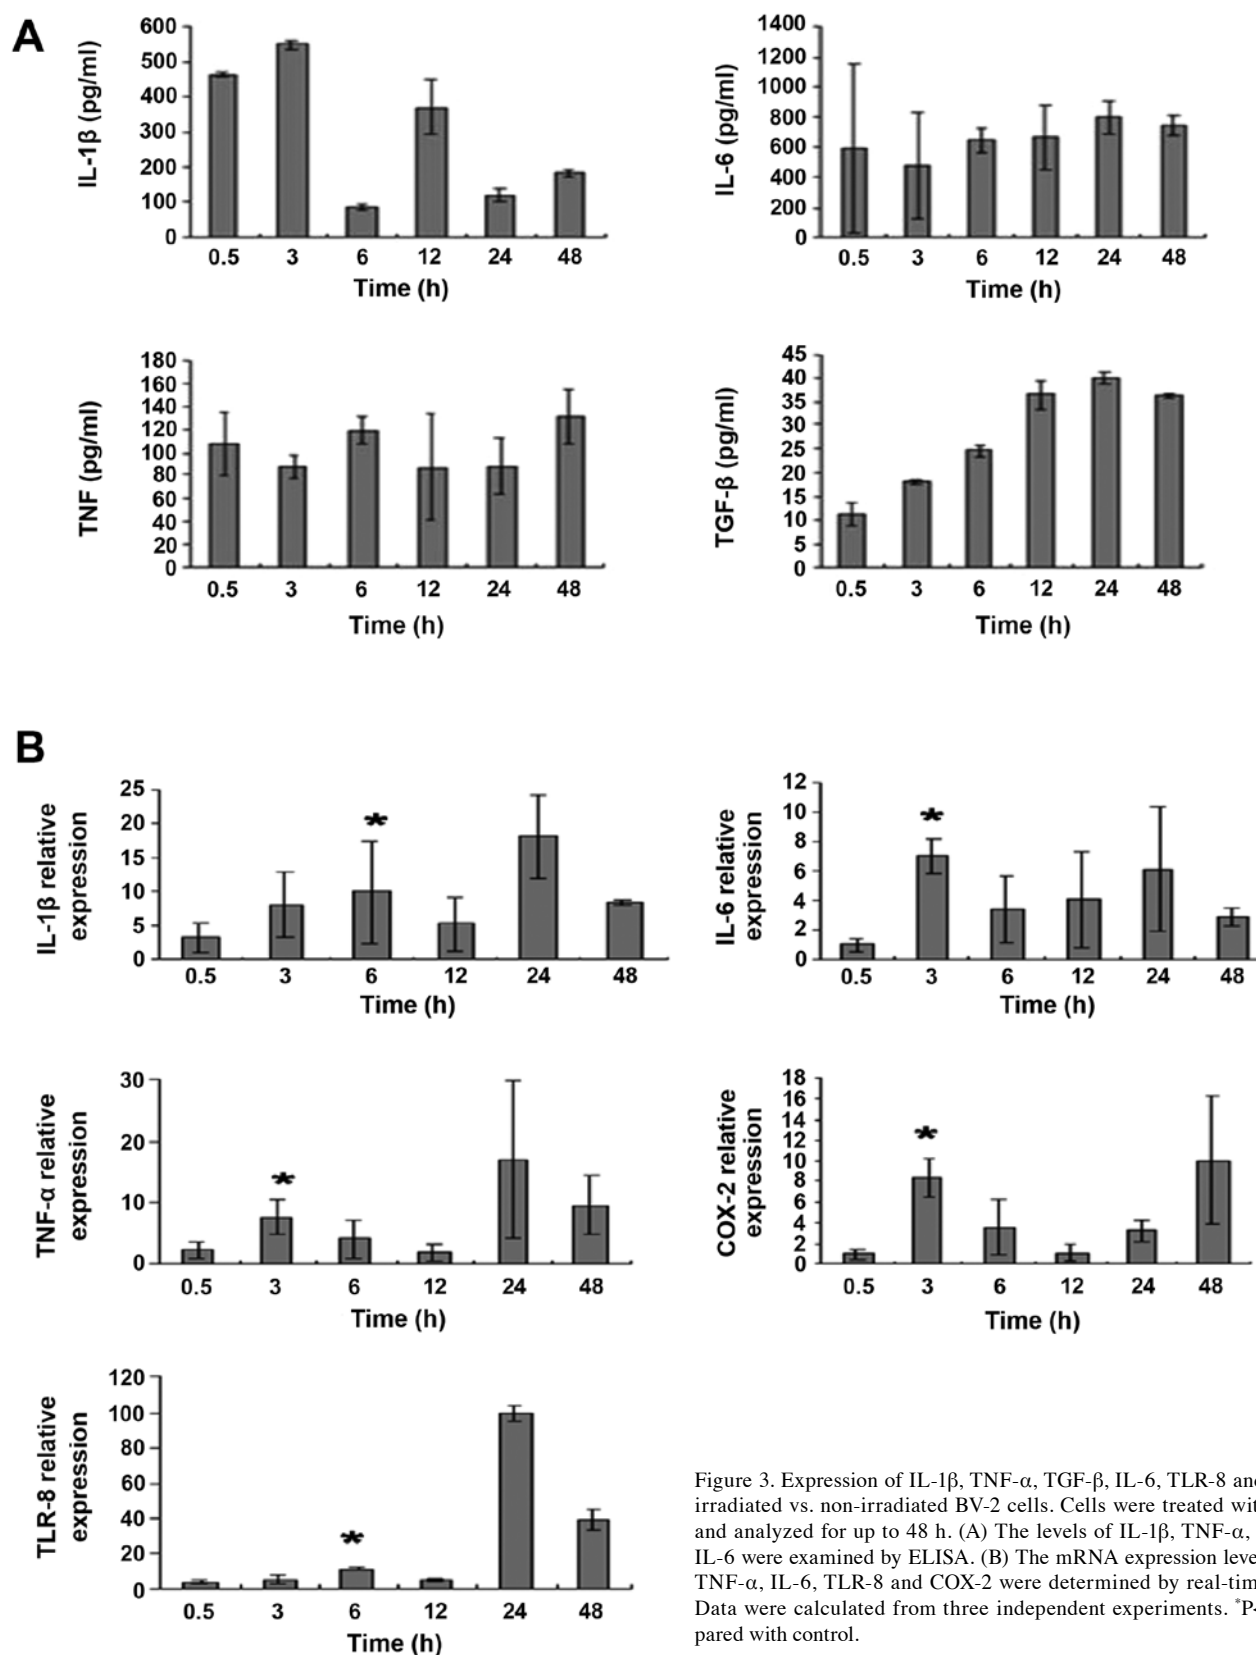 A
IL-1β (pg/ml)
600
500
400
300
200
100
0
0.5 3 6 12 24 48
Time (h)
IL-6 (pg/ml)
1400
1200
1000
800
600
400
200
0
0.5 3 6 12 24 48
Time (h)
TNF (pg/ml)
180
160
140
120
100
80
60
40
20
0
0.5 3 6 12 24 48
Time (h)
TGF-β (pg/ml)
45
40
35
30
25
20
15
10
5
0
0.5 3 6 12 24 48
Time (h)
B
IL-1β relative
expression
25
20
15
10
5
0
*
0.5 3 6 12 24 48
Time (h)
IL-6 relative
expression
12
10
8
6
4
2
0
*
0.5 3 6 12 24 48
Time (h)
TNF-α relative
expression
30
20
10
0
*
0.5 3 6 12 24 48
Time (h)
COX-2 relative
expression
18
16
14
12
10
8
6
4
2
0
*
0.5 3 6 12 24 48
Time (h)
TLR-8 relative
expression
120
100
80
60
40
20
0
*
0.5 3 6 12 24 48
Time (h)
Figure 3. Expression of IL-1β, TNF-α, TGF-β, IL-6, TLR-8 and
irradiated vs. non-irradiated BV-2 cells. Cells were treated wit
and analyzed for up to 48 h. (A) The levels of IL-1β, TNF-α,
IL-6 were examined by ELISA. (B) The mRNA expression leve
TNF-α, IL-6, TLR-8 and COX-2 were determined by real-tim
Data were calculated from three independent experiments. *P<
pared with control.